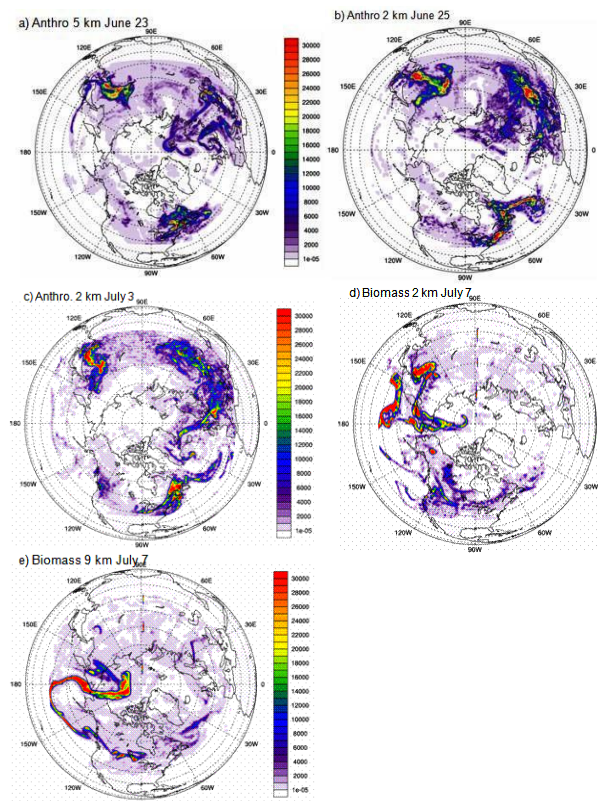 a) Anthro 5 km June 23
90E
120E
60E
150E
30E
180
0
150W
30W
120W
60W
90W
30000
28000
26000
24000
22000
20000
18000
16000
14000
12000
10000
8000
6000
4000
2000
1e-05
b) Anthro 2 km June 25
90E
120E
60E
150E
30E
180
0
150W
30W
120W
60W
90W
c) Anthro. 2 km July 3
90E
120E
60E
150E
30E
180
0
150W
30W
120W
60W
90W
30000
28000
26000
24000
22000
20000
18000
16000
14000
12000
10000
8000
6000
4000
2000
1e-05
d) Biomass 2 km July 7
90E
120E
60E
150E
30E
180
0
150W
30W
120W
60W
90W
e) Biomass 9 km July 7
90E
120E
60E
150E
30E
180
0
150W
30W
120W
60W
90W
30000
28000
26000
24000
22000
20000
18000
16000
14000
12000
10000
8000
6000
4000
2000
1e-05